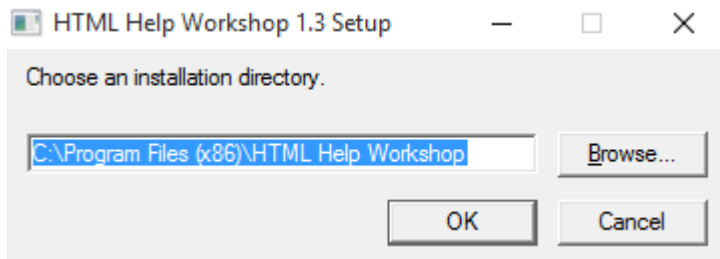 HTML Help Workshop 1.3 Setup
Choose an installation directory.
C:\Program Files (x86)\HTML Help Workshop
Browse...
OK
Cancel